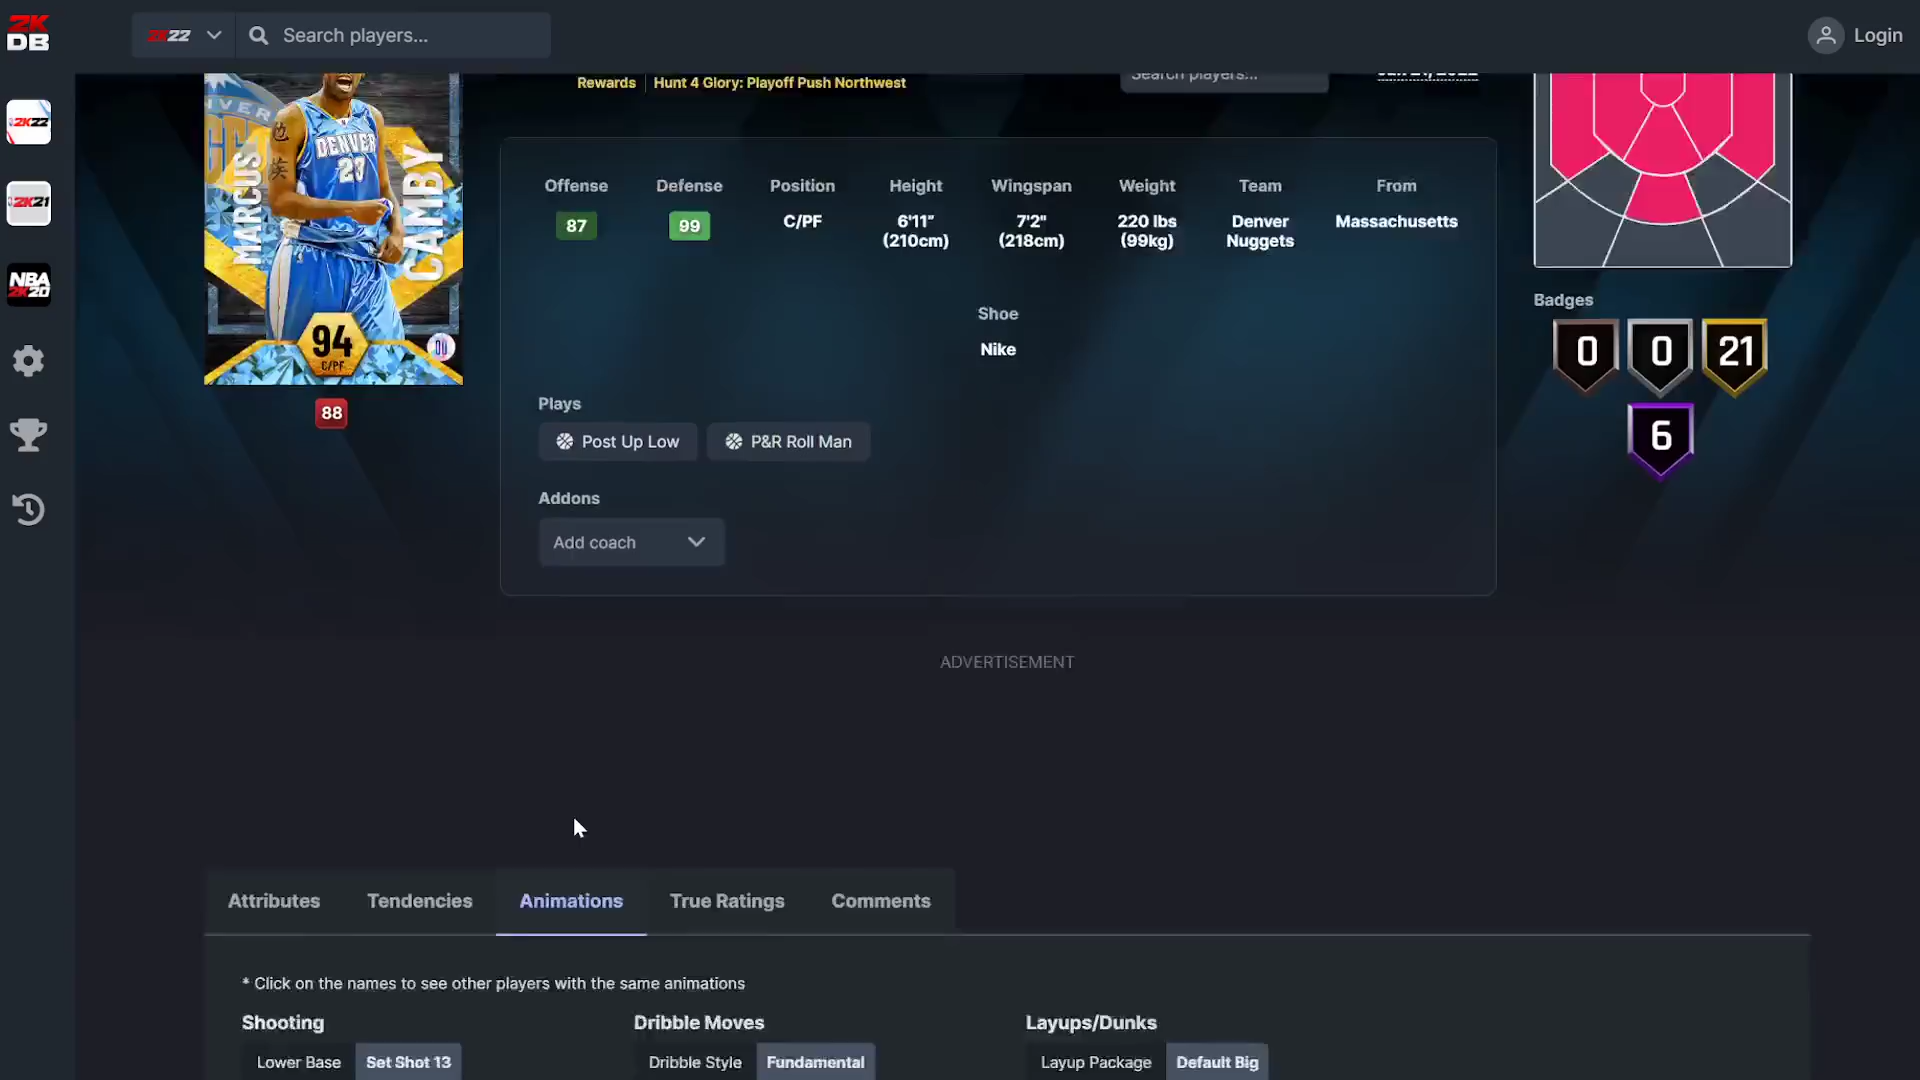 2K
DB
2K22
Search players...
Login
2K22
2K21
NBA
2K20
Rewards
Hunt 4 Glory: Playoff Push Northwest
Search players...
MARCUS
CAMBY
DENVER
23
94
C/PF
88
Offense
Defense
Position
Height
Wingspan
Weight
Team
From
87
99
C/PF
6'11"
(210cm)
7'2"
(218cm)
220 lbs
(99kg)
Denver
Nuggets
Massachusetts
Shoe
Nike
Plays
Post Up Low
P&R Roll Man
Addons
Add coach
Badges
0
0
21
6
ADVERTISEMENT
Attributes
Tendencies
Animations
True Ratings
Comments
* Click on the names to see other players with the same animations
Shooting
Dribble Moves
Layups/Dunks
Lower Base
Set Shot 13
Dribble Style
Fundamental
Layup Package
Default Big